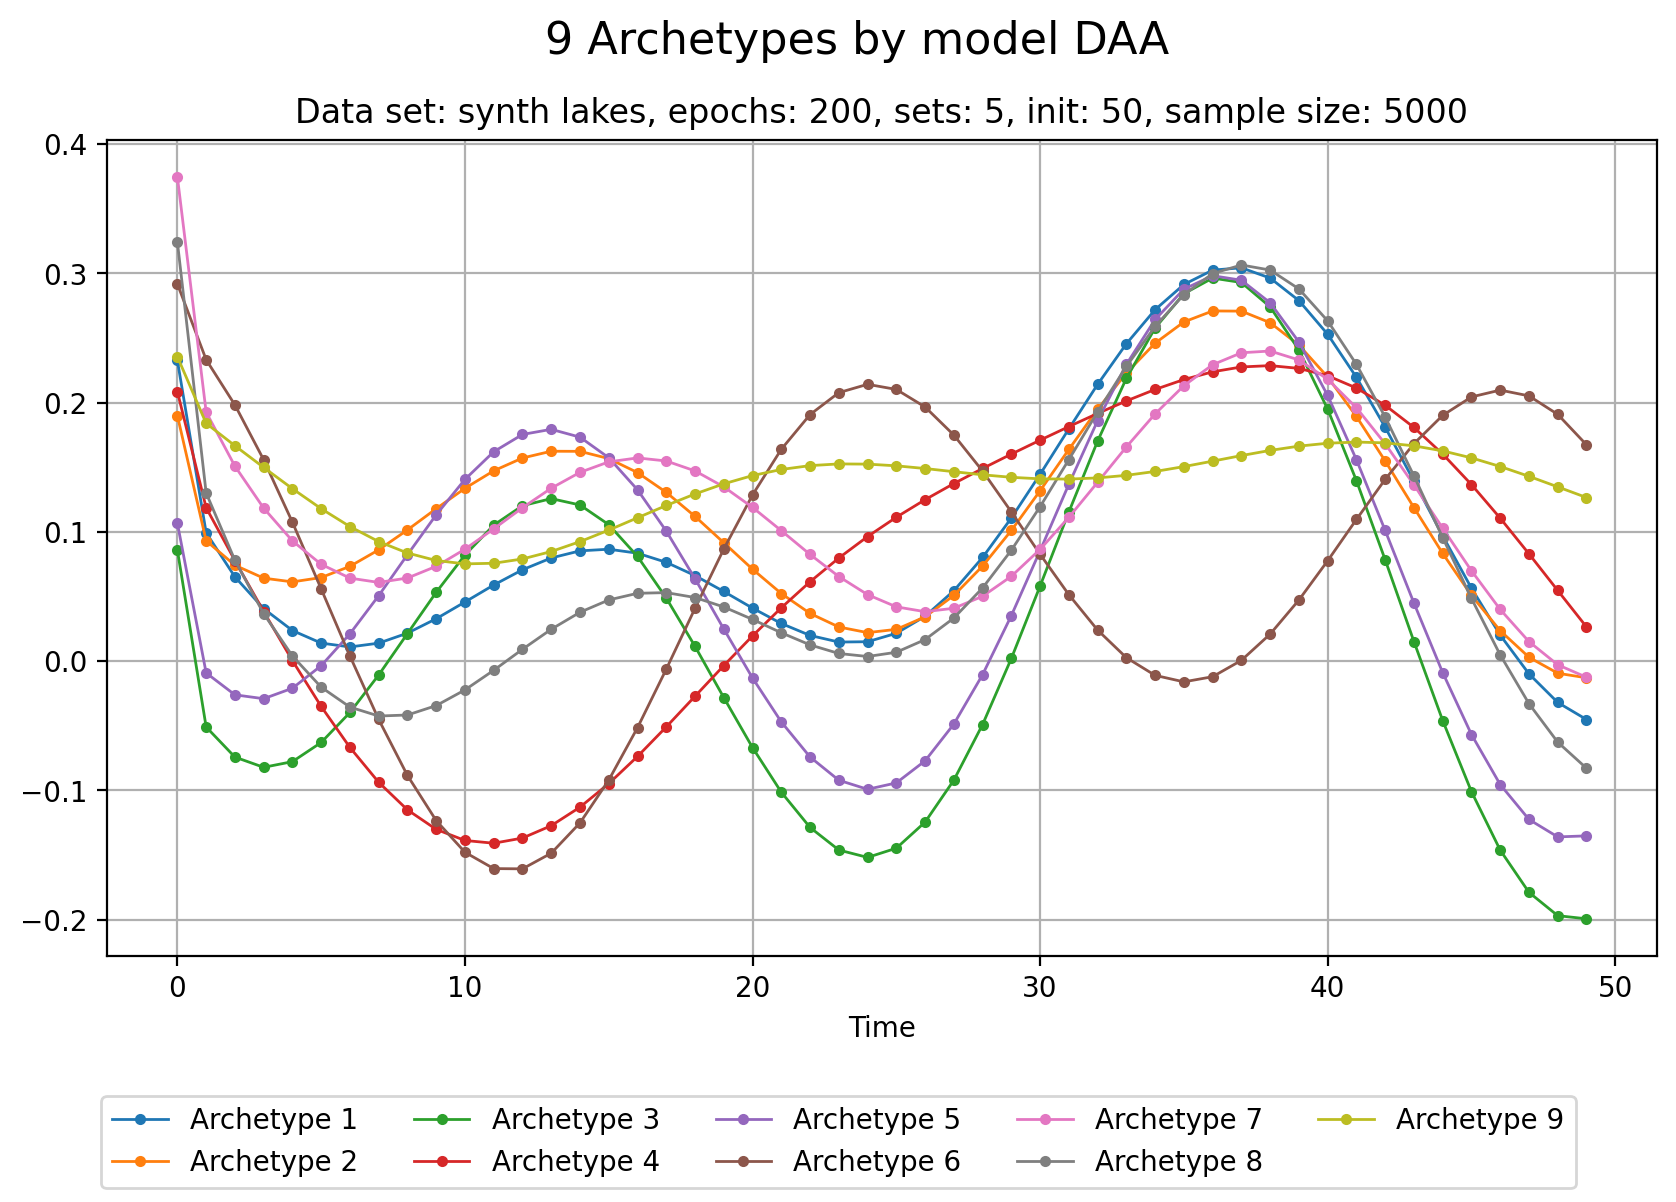 9 Archetypes by model DAA
Data set: synth lakes, epochs: 200, sets: 5, init: 50, sample size: 5000
0.4
0.3
0.2
0.1
0.0
−0.1
−0.2
0 10 20 30 40 50
Time
Archetype 1 Archetype 3 Archetype 5 Archetype 7 Archetype 9
Archetype 2 Archetype 4 Archetype 6 Archetype 8